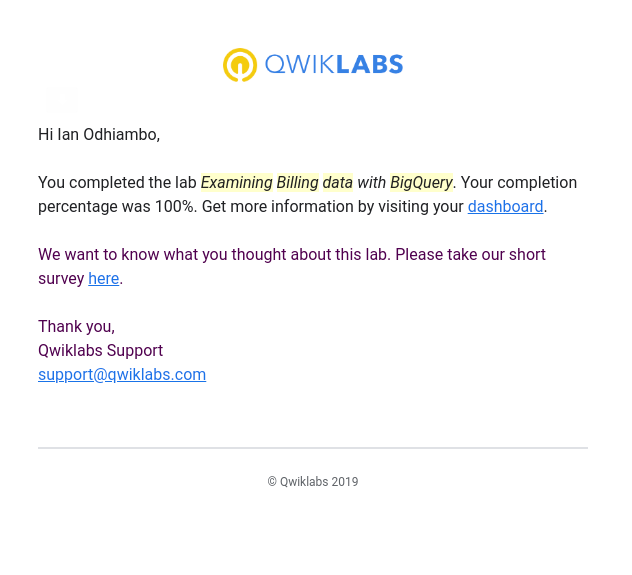 QWIKLABS
Hi Ian Odhiambo,
You completed the lab Examining Billing data with BigQuery. Your completion
percentage was 100%. Get more information by visiting your dashboard.
We want to know what you thought about this lab. Please take our short
survey here.
Thank you,
Qwiklabs Support
support@qwiklabs.com
© Qwiklabs 2019